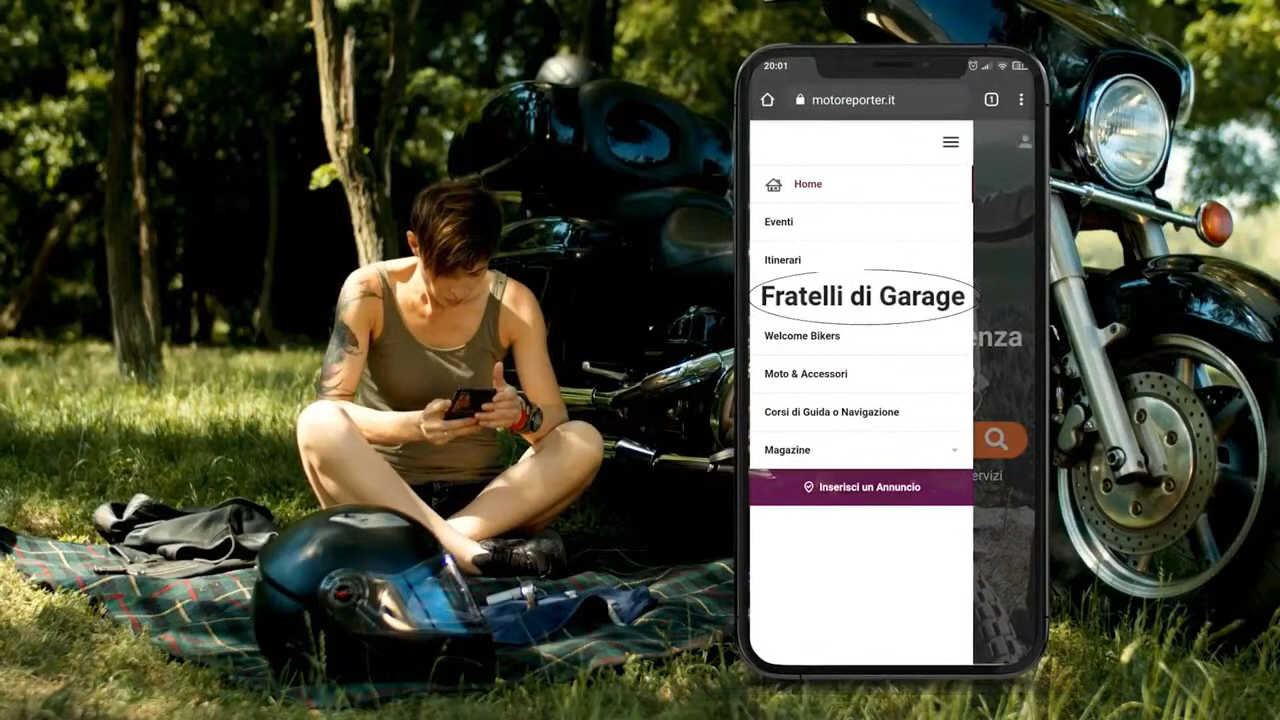 20:01
motoreporter.it
1
Home
Eventi
Itinerari
Fratelli di Garage
enza
Welcome Bikers
Moto & Accessori
Corsi di Guida o Navigazione
Magazine
ervizi
Inserisci un Annuncio